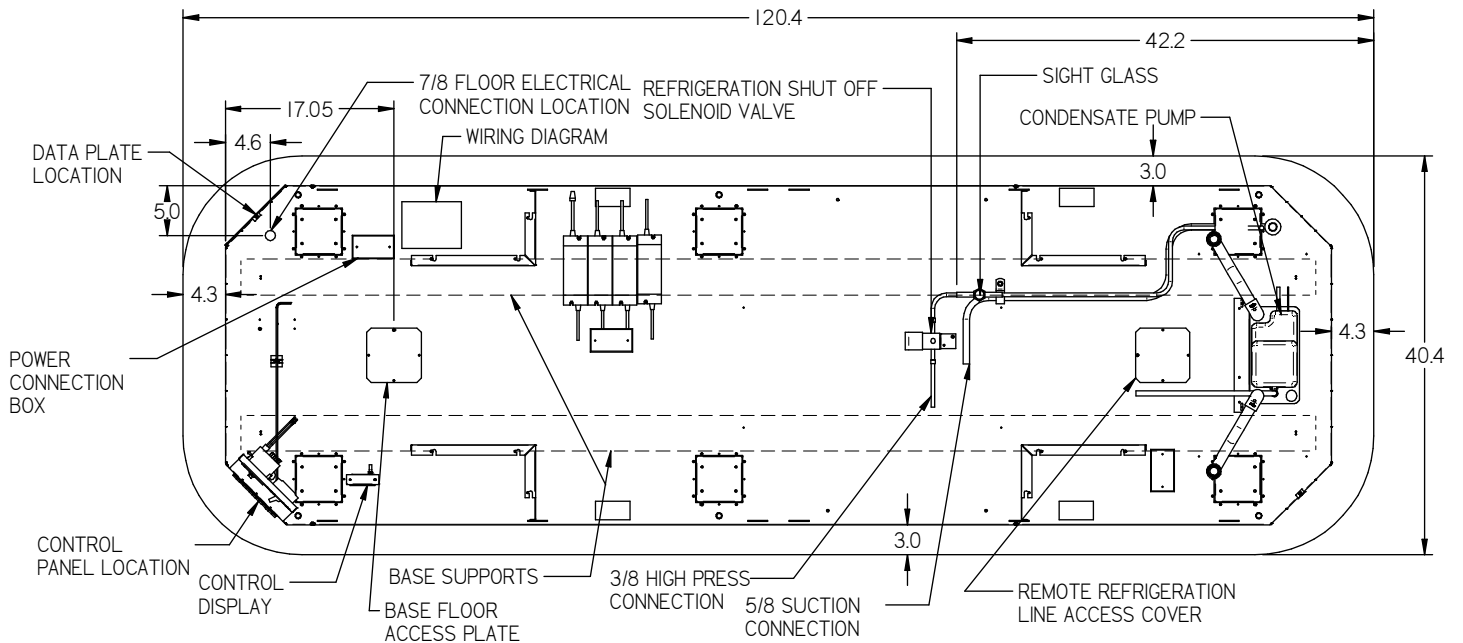 120.4
42.2
7/8 FLOOR ELECTRICAL
CONNECTION LOCATION
REFRIGERATION SHUT OFF
SOLENOID VALVE
SIGHT GLASS
17.05
WIRING DIAGRAM
CONDENSATE PUMP
4.6
DATA PLATE
LOCATION
3.0
5.0
4.3
4.3
40.4
POWER
CONNECTION
BOX
CONTROL
PANEL LOCATION
CONTROL
DISPLAY
BASE SUPPORTS
BASE FLOOR
ACCESS PLATE
3/8 HIGH PRESS
CONNECTION
5/8 SUCTION
CONNECTION
3.0
REMOTE REFRIGERATION
LINE ACCESS COVER